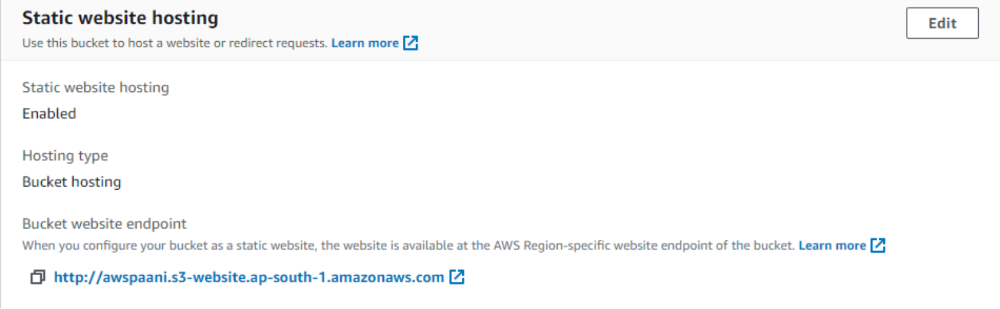 Static website hosting
Edit
Use this bucket to host a website or redirect requests. Learn more
Static website hosting
Enabled
Hosting type
Bucket hosting
Bucket website endpoint
When you configure your bucket as a static website, the website is available at the AWS Region-specific website endpoint of the bucket. Learn more
http://awspaani.s3-website.ap-south-1.amazonaws.com